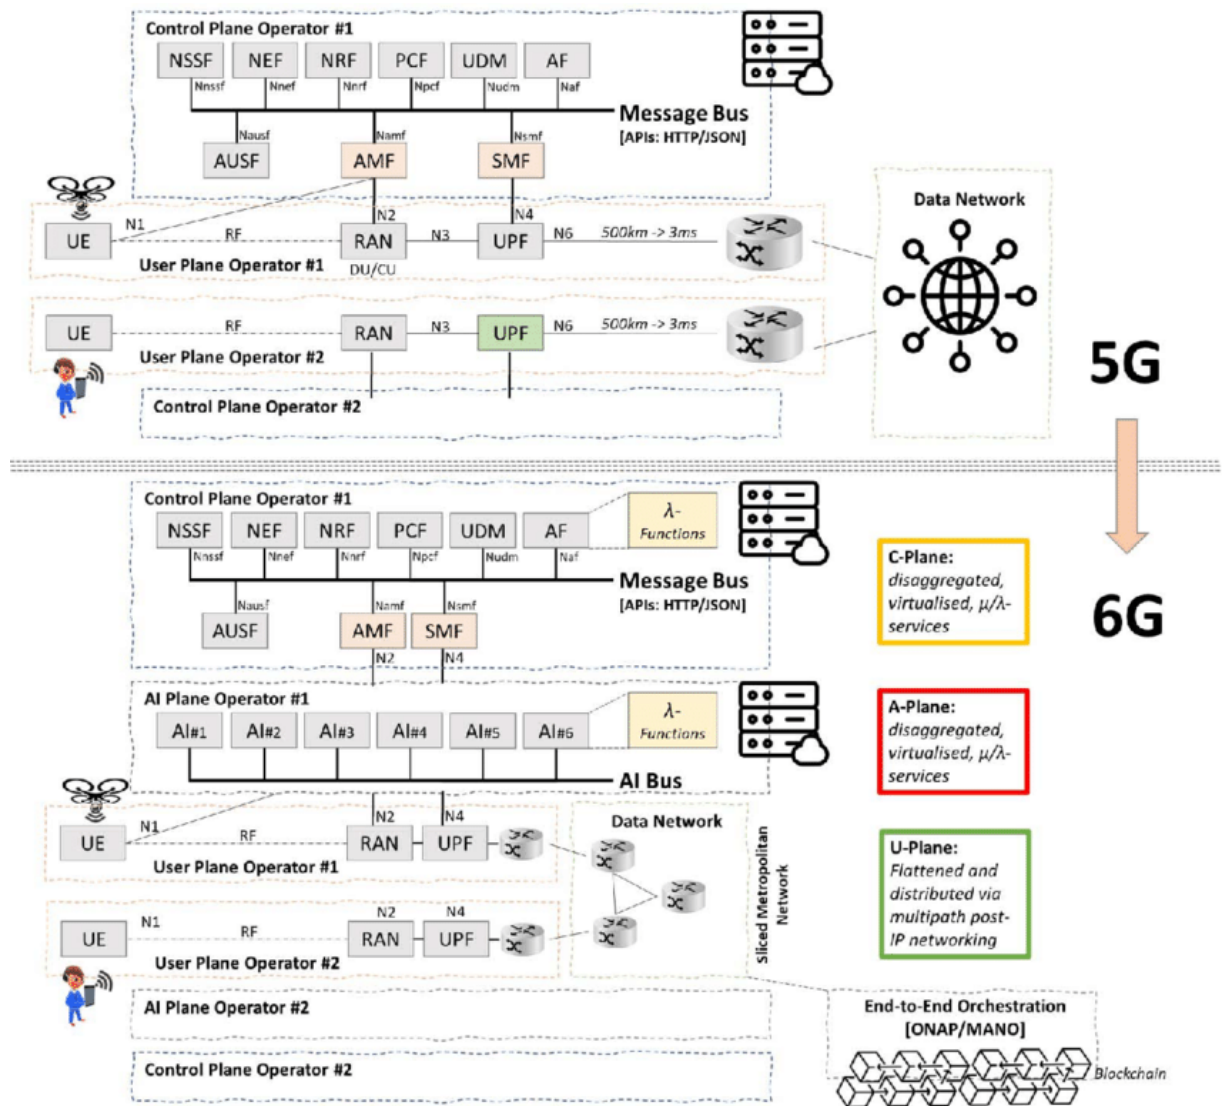 Control Plane Operator #1
NSSF NEF NRF PCF UDM AF
Nnssf Nnef Nnrf Npcf Nudm Naf
Message Bus
[APIs: HTTP/JSON]
Nausf Namf Nsmf
AUSF AMF SMF
N1 N2 N4
UE RF RAN N3 UPF N6 500km -> 3ms
DU/CU
User Plane Operator #1
Data Network
UE RF RAN N3 UPF N6 500km -> 3ms
User Plane Operator #2
Control Plane Operator #2
5G
6G
Control Plane Operator #1
NSSF NEF NRF PCF UDM AF
λ-
Functions
Nnssf Nnef Nnrf Npcf Nudm Naf
Message Bus
[APIs: HTTP/JSON]
Nausf Namf Nsmf
AUSF AMF SMF
N2 N4
C-Plane:
disaggregated,
virtualised, μ/λ-
services
AI Plane Operator #1
AI#1 AI#2 AI#3 AI#4 AI#5 AI#6
λ-
Functions
AI Bus
A-Plane:
disaggregated,
virtualised, μ/λ-
services
N1 N2 N4
UE RF RAN UPF
User Plane Operator #1
Data Network
Sliced Metropolitan
Network
U-Plane:
Flattened and
distributed via
multipath post-
IP networking
N1 N2 N4
UE RF RAN UPF
User Plane Operator #2
AI Plane Operator #2
Control Plane Operator #2
End-to-End Orchestration
[ONAP/MANO]
Blockchain